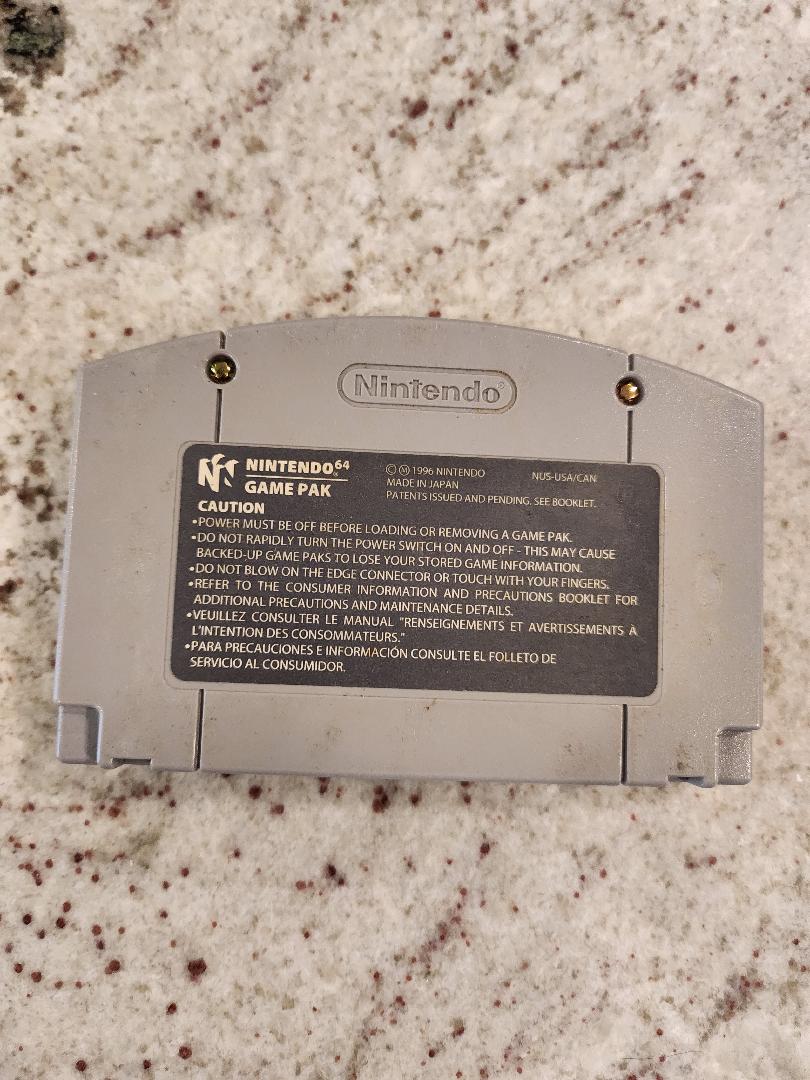 Nintendo®
NINTENDO64
GAME PAK
© Ⓜ 1996 NINTENDO
MADE IN JAPAN
PATENTS ISSUED AND PENDING. SEE BOOKLET.
NUS-USA/CAN
CAUTION
•POWER MUST BE OFF BEFORE LOADING OR REMOVING A GAME PAK.
•DO NOT RAPIDLY TURN THE POWER SWITCH ON AND OFF - THIS MAY CAUSE
BACKED-UP GAME PAKS TO LOSE YOUR STORED GAME INFORMATION.
•DO NOT BLOW ON THE EDGE CONNECTOR OR TOUCH WITH YOUR FINGERS.
•REFER TO THE CONSUMER INFORMATION AND PRECAUTIONS BOOKLET FOR
ADDITIONAL PRECAUTIONS AND MAINTENANCE DETAILS.
•VEUILLEZ CONSULTER LE MANUAL "RENSEIGNEMENTS ET AVERTISSEMENTS À
L'INTENTION DES CONSOMMATEURS."
•PARA PRECAUCIONES E INFORMACIÓN CONSULTE EL FOLLETO DE
SERVICIO AL CONSUMIDOR.